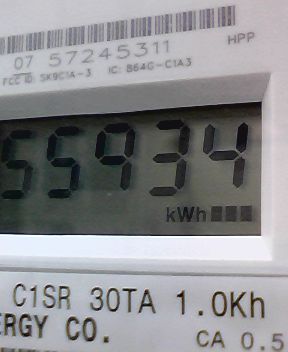 07 57245311
HPP
FCC ID: SK9C1A-3 IC: B64G-C1A3
55934
kWh
C1SR 30TA 1.0Kh
ERGY CO.
CA 0.5